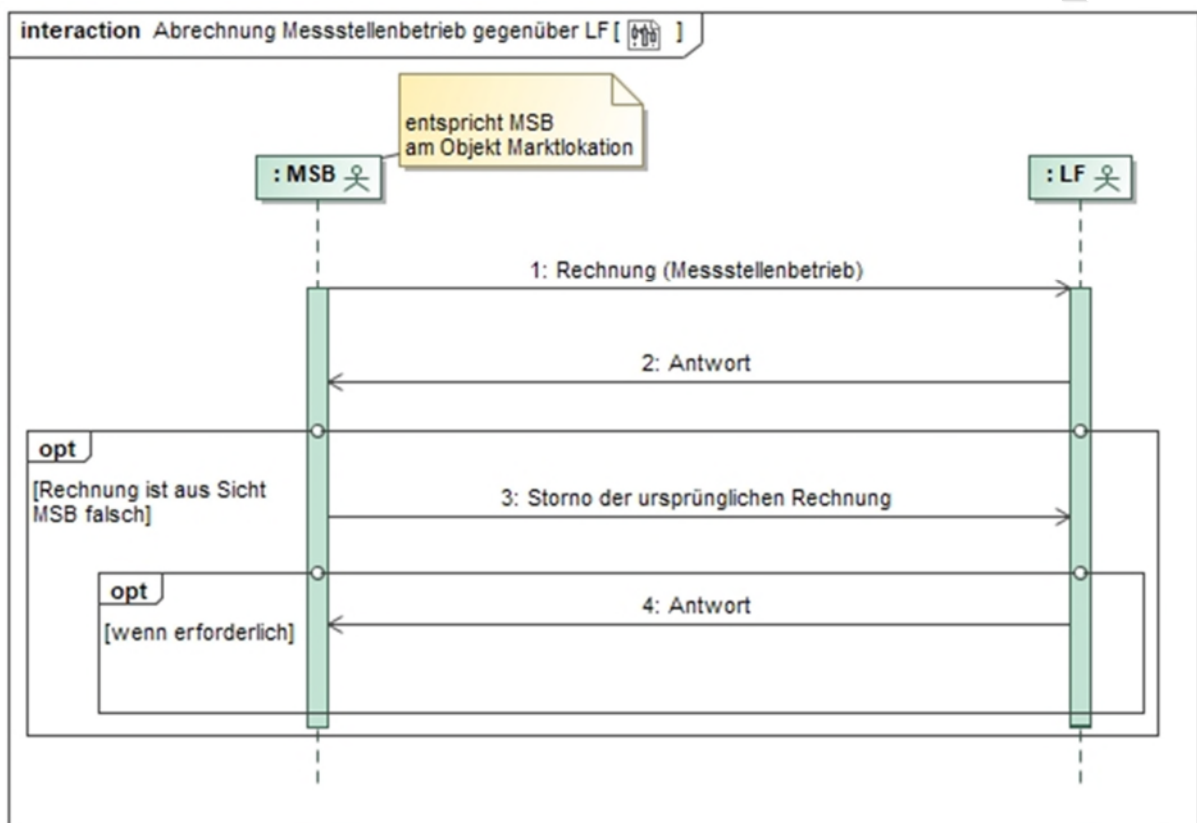 interaction Abrechnung Messstellenbetrieb gegenüber LF [ ]
entspricht MSB
am Objekt Marktlokation
: MSB
: LF
1: Rechnung (Messstellenbetrieb)
2: Antwort
opt
[Rechnung ist aus Sicht
MSB falsch]
3: Storno der ursprünglichen Rechnung
opt
[wenn erforderlich]
4: Antwort